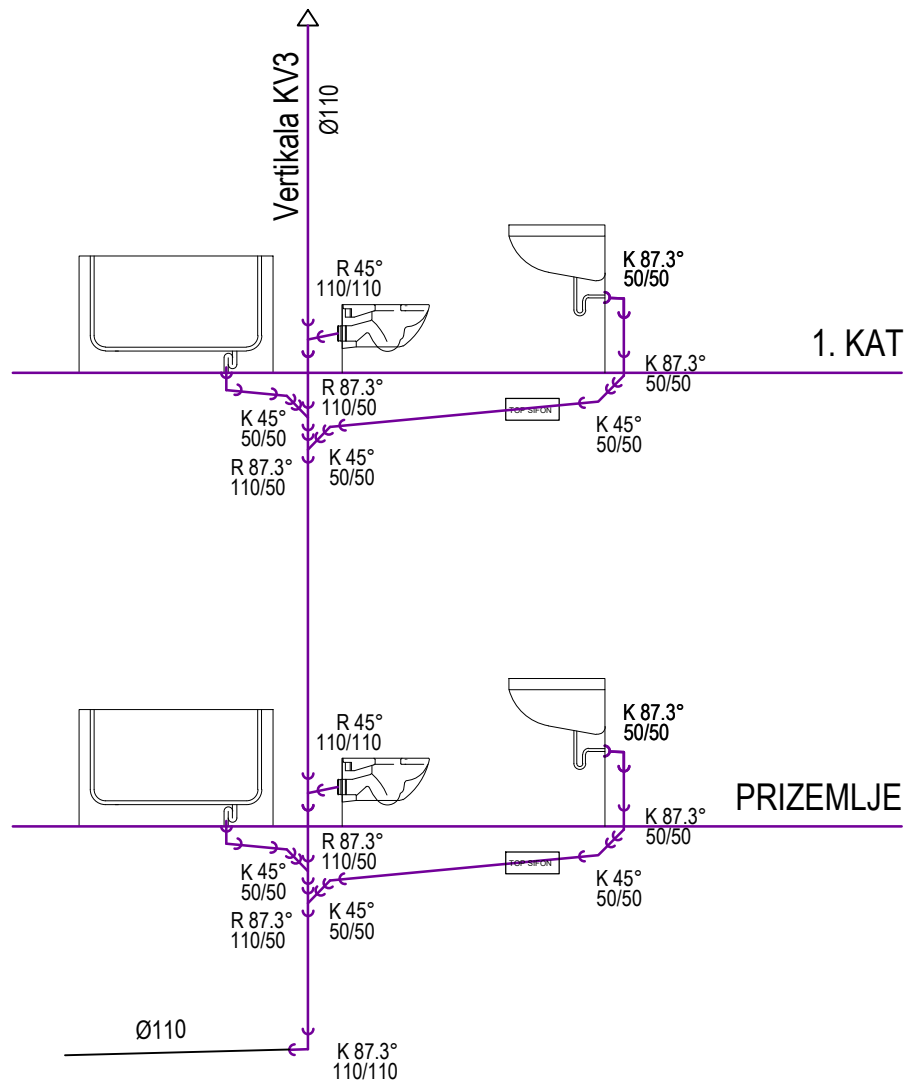 Vertikala KV3
Ø110
R 45°
110/110
K 87.3°
50/50
1. KAT
K 87.3°
50/50
R 87.3°
110/50
TOP SIFON
K 45°
50/50
K 45°
50/50
R 87.3°
110/50
K 45°
50/50
R 45°
110/110
K 87.3°
50/50
PRIZEMLJE
K 87.3°
50/50
R 87.3°
110/50
TOP SIFON
K 45°
50/50
K 45°
50/50
R 87.3°
110/50
K 45°
50/50
Ø110
K 87.3°
110/110